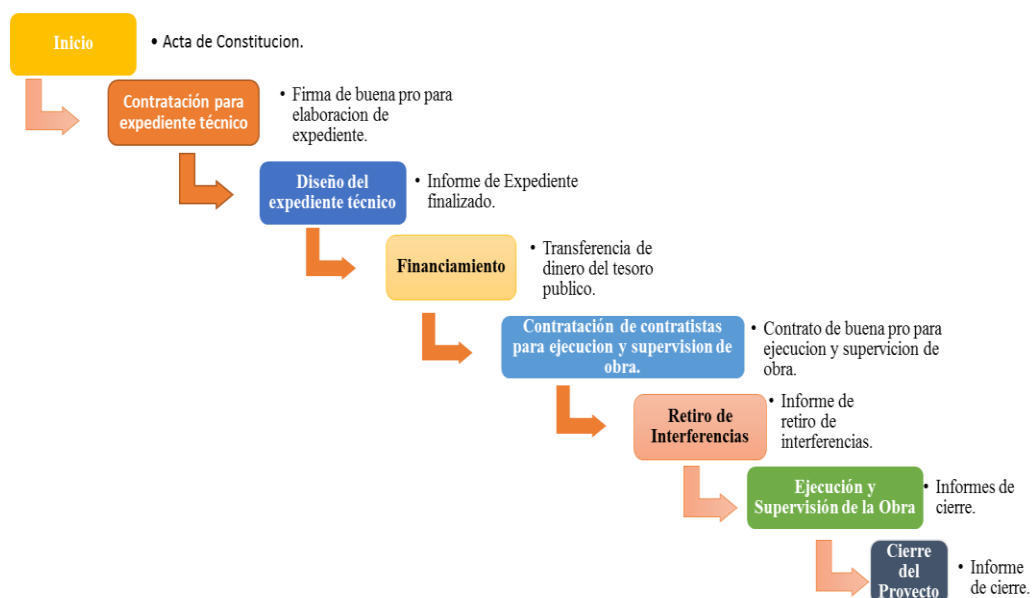 Inicio
• Acta de Constitucion.
Contratación para
expediente técnico
• Firma de buena pro para
elaboracion de
expediente.
Diseño del
expediente técnico
• Informe de Expediente
finalizado.
Financiamiento
• Transferencia de
dinero del tesoro
publico.
Contratación de contratistas
para ejecucion y supervision de
obra.
• Contrato de buena pro para
ejecucion y supervicion de
obra.
Retiro de
Interferencias
• Informe de
retiro de
interferencias.
Ejecución y
Supervisión de la Obra
• Informes de
cierre.
Cierre
del
Proyecto
• Informe
de cierre.